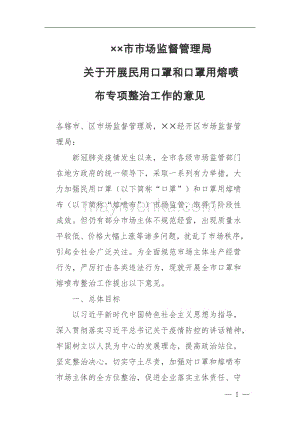 ××市市场监督管理局
关于开展民用口罩和口罩用熔喷
布专项整治工作的意见
各辖市、区市场监督管理局，××经开区市场监督管
理局：
新冠肺炎疫情发生以来，全市各级市场监管部门
在地方政府的统一领导下，采取一系列有力举措，大
力加强民用口罩（以下简称“口罩”）和口罩用熔喷
布（以下简称“熔喷布”）市场监管，取得了阶段性
成效。但仍有部分市场主体不规范经营，出现质量水
平较低、价格大幅上涨等诸多问题，扰乱了市场秩序，
引起全社会广泛关注。为全面规范市场主体生产经营
行为，严厉打击各类违法行为，现就开展全市口罩和
熔喷布整治工作提出以下意见。
一、总体目标
以习近平新时代中国特色社会主义思想为指导，
深入贯彻落实习近平总书记关于疫情防控的讲话精神，
牢固树立以人民为中心的发展理念，提高政治站位，
坚定整治决心。切实守土尽责，加强对口罩和熔喷布
市场主体的全方位整治，促进企业落实主体责任、守
— 1 —